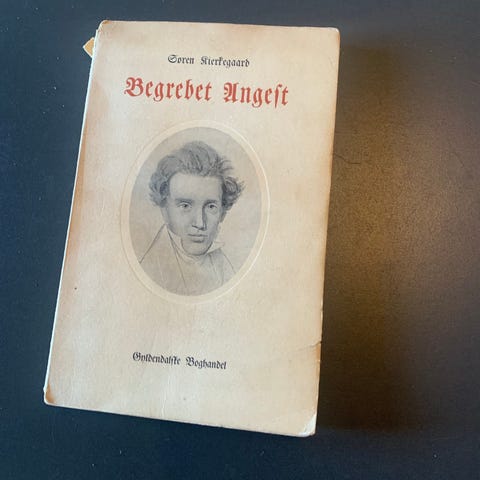 Søren Kierkegaard
Begrebet Angest
Gyldendalske Boghandel